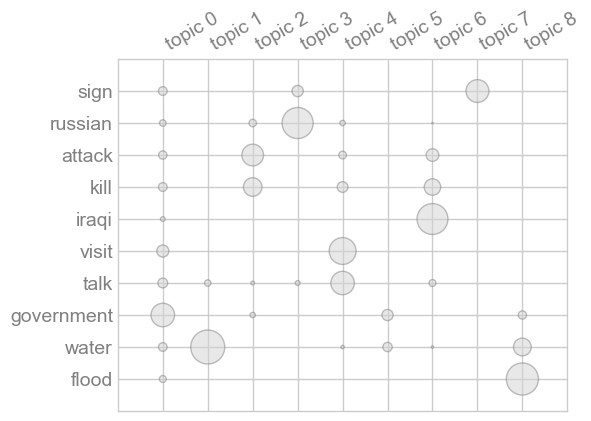 topic 0 topic 1 topic 2 topic 3 topic 4 topic 5 topic 6 topic 7 topic 8
sign
russian
attack
kill
iraqi
visit
talk
government
water
flood